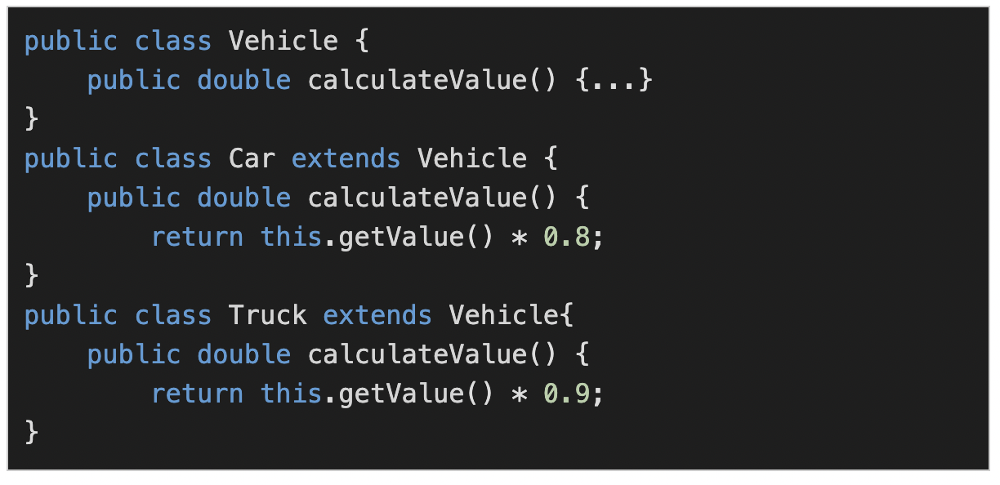 public class Vehicle {
    public double calculateValue() {...}
}
public class Car extends Vehicle {
    public double calculateValue() {
        return this.getValue() * 0.8;
}
public class Truck extends Vehicle{
    public double calculateValue() {
        return this.getValue() * 0.9;
}